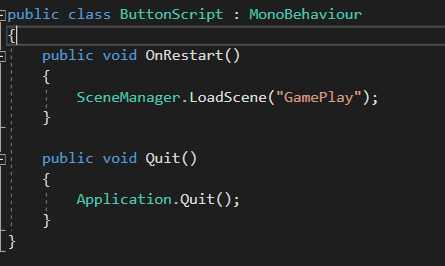 public class ButtonScript : MonoBehaviour
{
public void OnRestart()
{
SceneManager.LoadScene("GamePlay");
}
public void Quit()
{
Application.Quit();
}
}